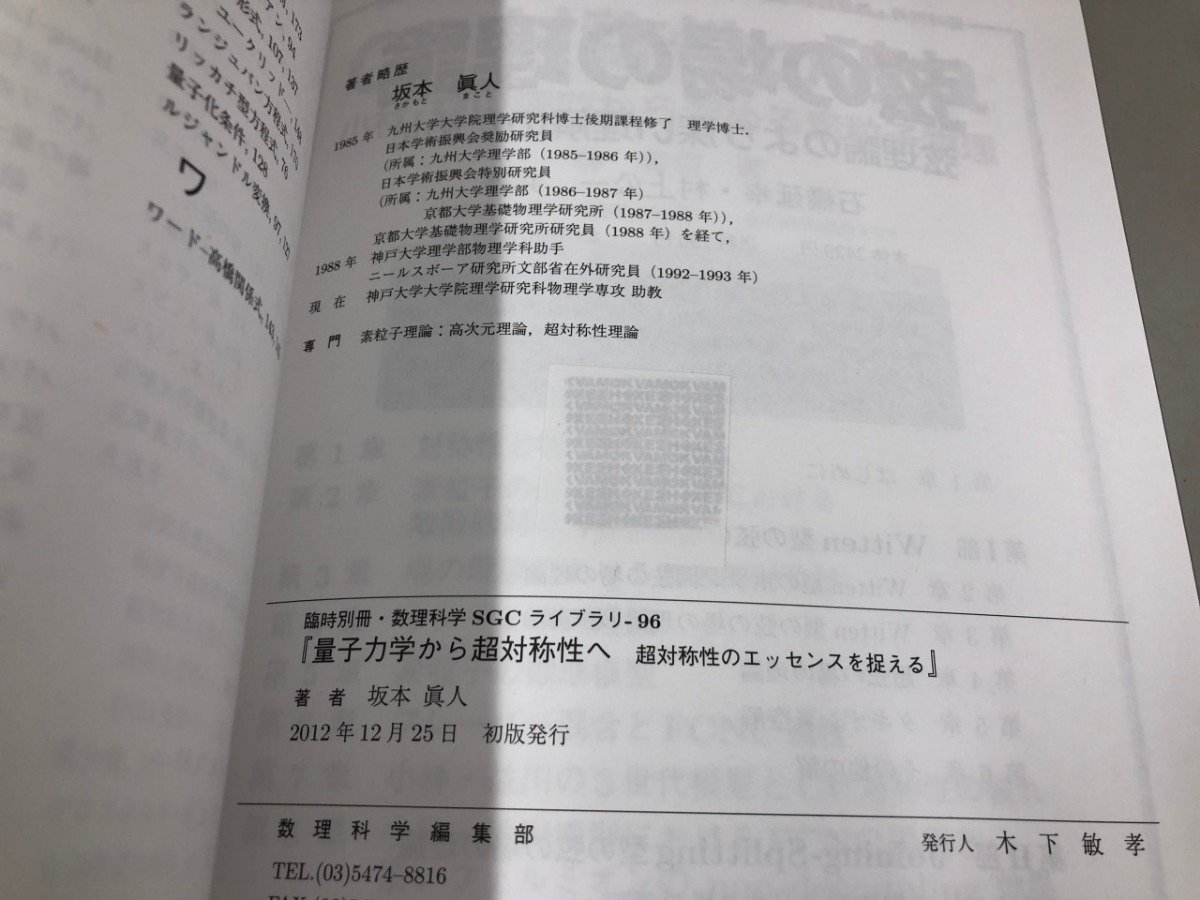 ユークリッド―, 149
ランジュバン方程式, 170
リッカチ型方程式, 76
量子化条件, 128
ルジャンドル変換, 97, 125
ワ
ワード–高橋関係式,
著者略歴
坂本 眞人
さかもと まこと
1985年 九州大学大学院理学研究科博士後期課程修了 理学博士.
日本学術振興会奨励研究員
(所属:九州大学理学部(1985–1986年)),
日本学術振興会特別研究員
(所属:九州大学理学部(1986–1987年)
京都大学基礎物理学研究所(1987–1988年)),
京都大学基礎物理学研究所研究員(1988年)を経て,
1988年 神戸大学理学部物理学科助手
ニールスボーア研究所文部省在外研究員(1992–1993年)
現在 神戸大学大学院理学研究科物理学専攻 助教
専門 素粒子理論:高次元理論,超対称性理論
臨時別冊・数理科学 SGC ライブラリ- 96
『量子力学から超対称性へ 超対称性のエッセンスを捉える』
著者 坂本 眞人
2012年12月25日 初版発行
数理科学編集部 発行人 木下敏孝
TEL.(03)5474–8816